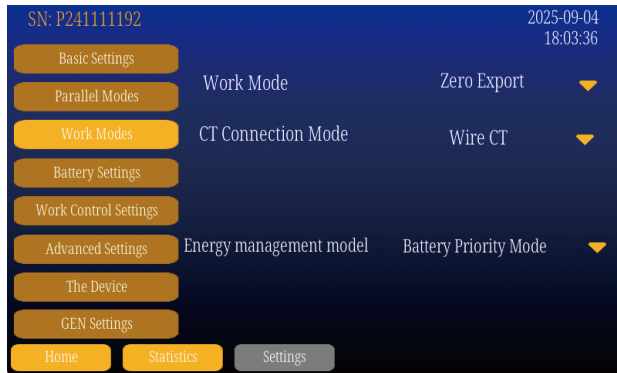 SN: P241111192
2025-09-04
18:03:36
Basic Settings
Parallel Modes
Work Modes
Battery Settings
Work Control Settings
Advanced Settings
The Device
GEN Settings
Work Mode Zero Export
CT Connection Mode Wire CT
Energy management model Battery Priority Mode
Home Statistics Settings